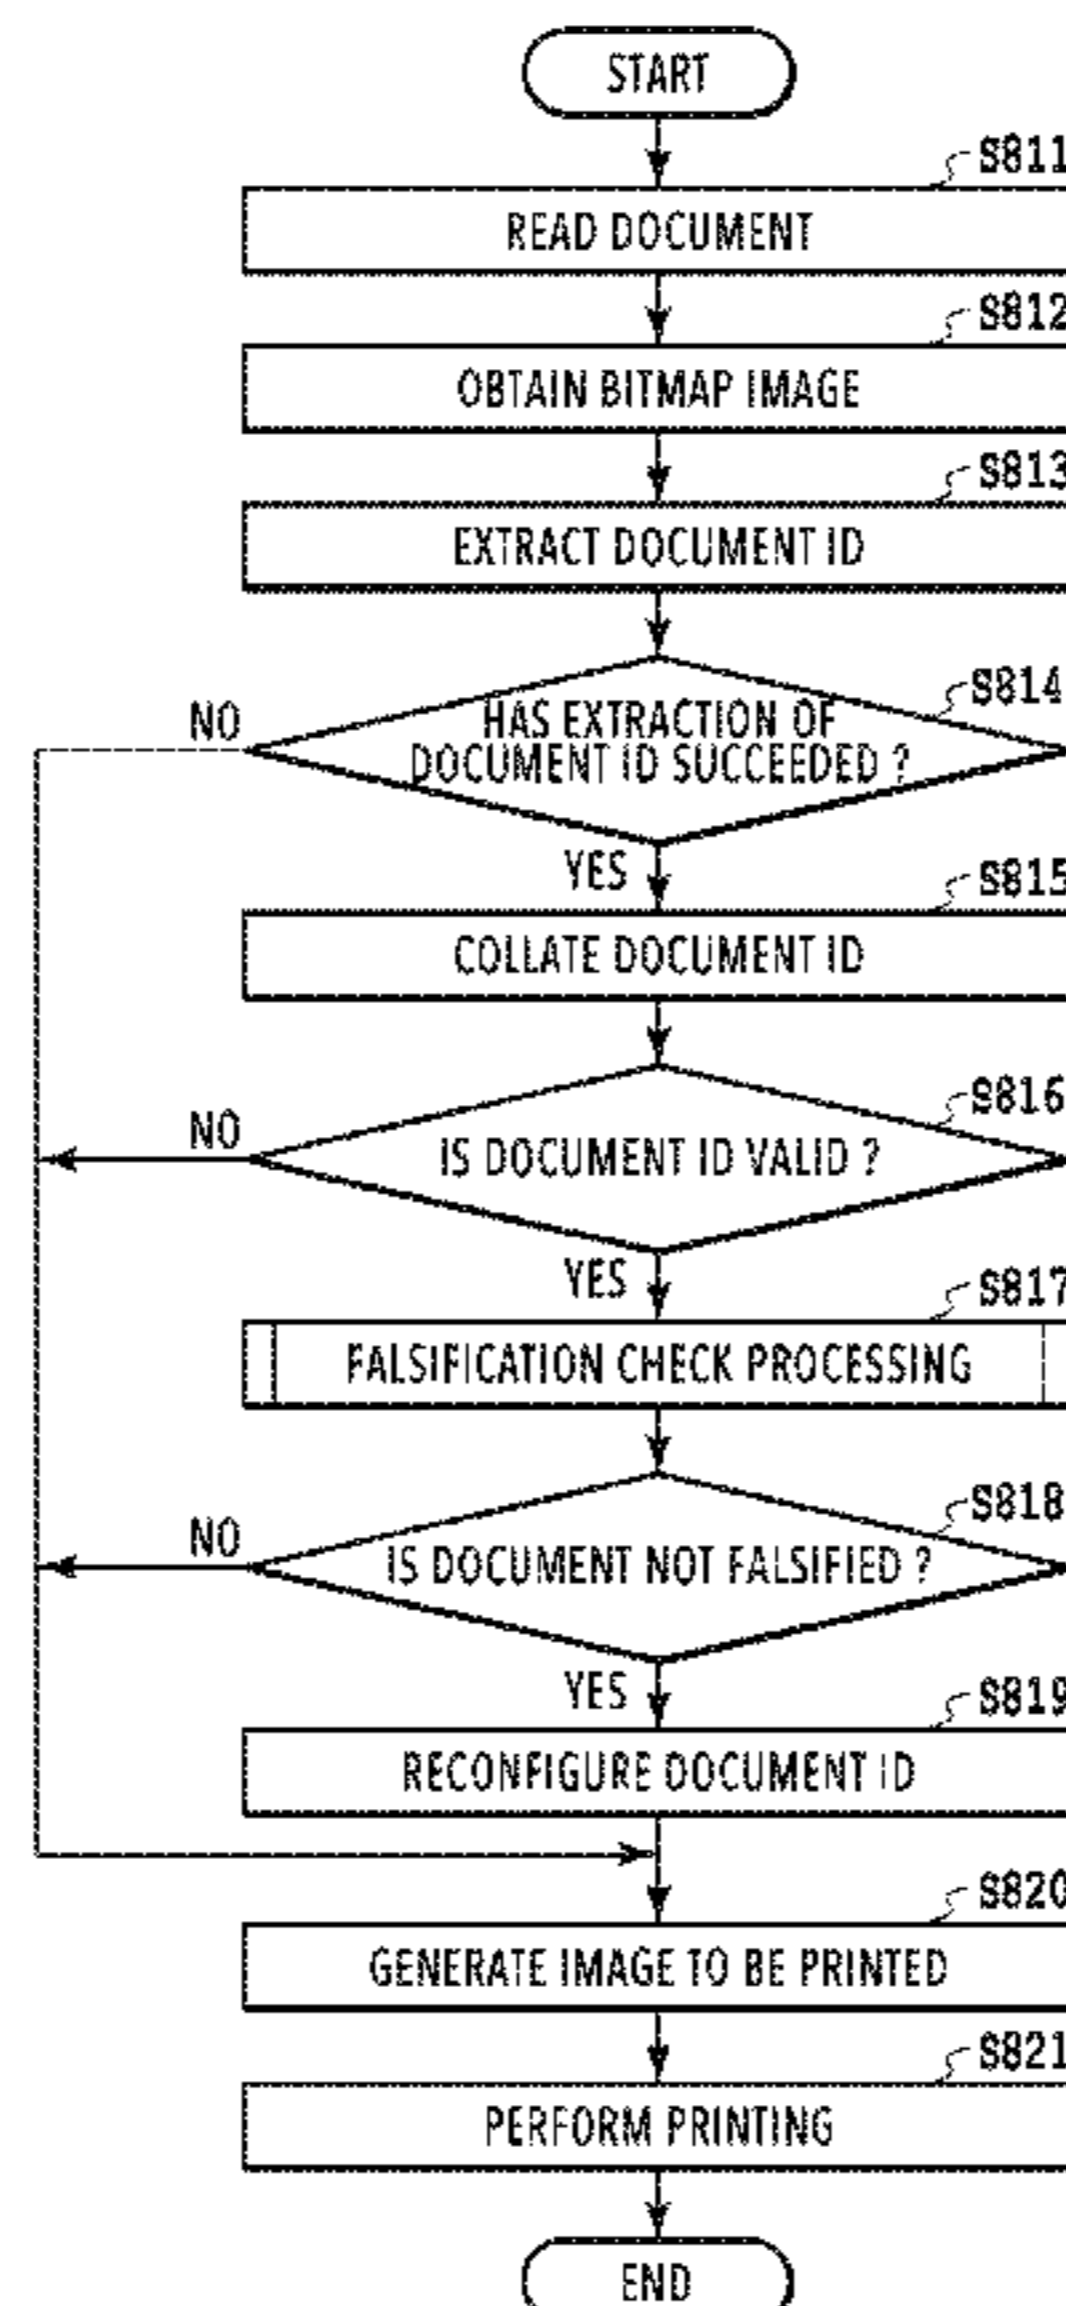 START
S811
READ DOCUMENT
S812
OBTAIN BITMAP IMAGE
S813
EXTRACT DOCUMENT ID
S814
NO
HAS EXTRACTION OF
DOCUMENT ID SUCCEEDED ?
YES
S815
COLLATE DOCUMENT ID
S816
NO
IS DOCUMENT ID VALID ?
YES
S817
FALSIFICATION CHECK PROCESSING
S818
NO
IS DOCUMENT NOT FALSIFIED ?
YES
S819
RECONFIGURE DOCUMENT ID
S820
GENERATE IMAGE TO BE PRINTED
S821
PERFORM PRINTING
END